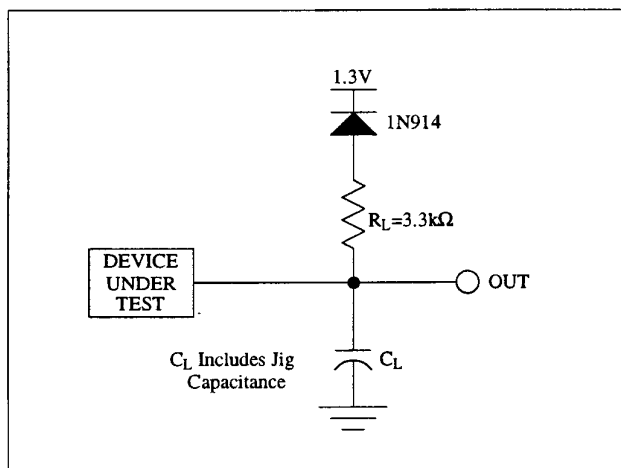 1.3V
1N914
R_L=3.3kΩ
DEVICE
UNDER
TEST
OUT
C_L Includes Jig
Capacitance
C_L